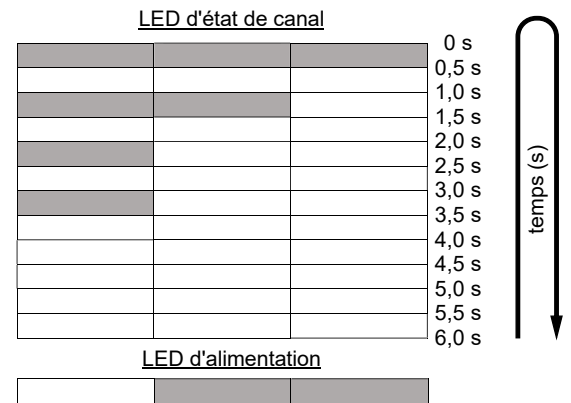 LED d'état de canal
0 s
0,5 s
1,0 s
1,5 s
2,0 s
2,5 s
3,0 s
3,5 s
4,0 s
4,5 s
5,0 s
5,5 s
6,0 s
temps (s)
LED d'alimentation